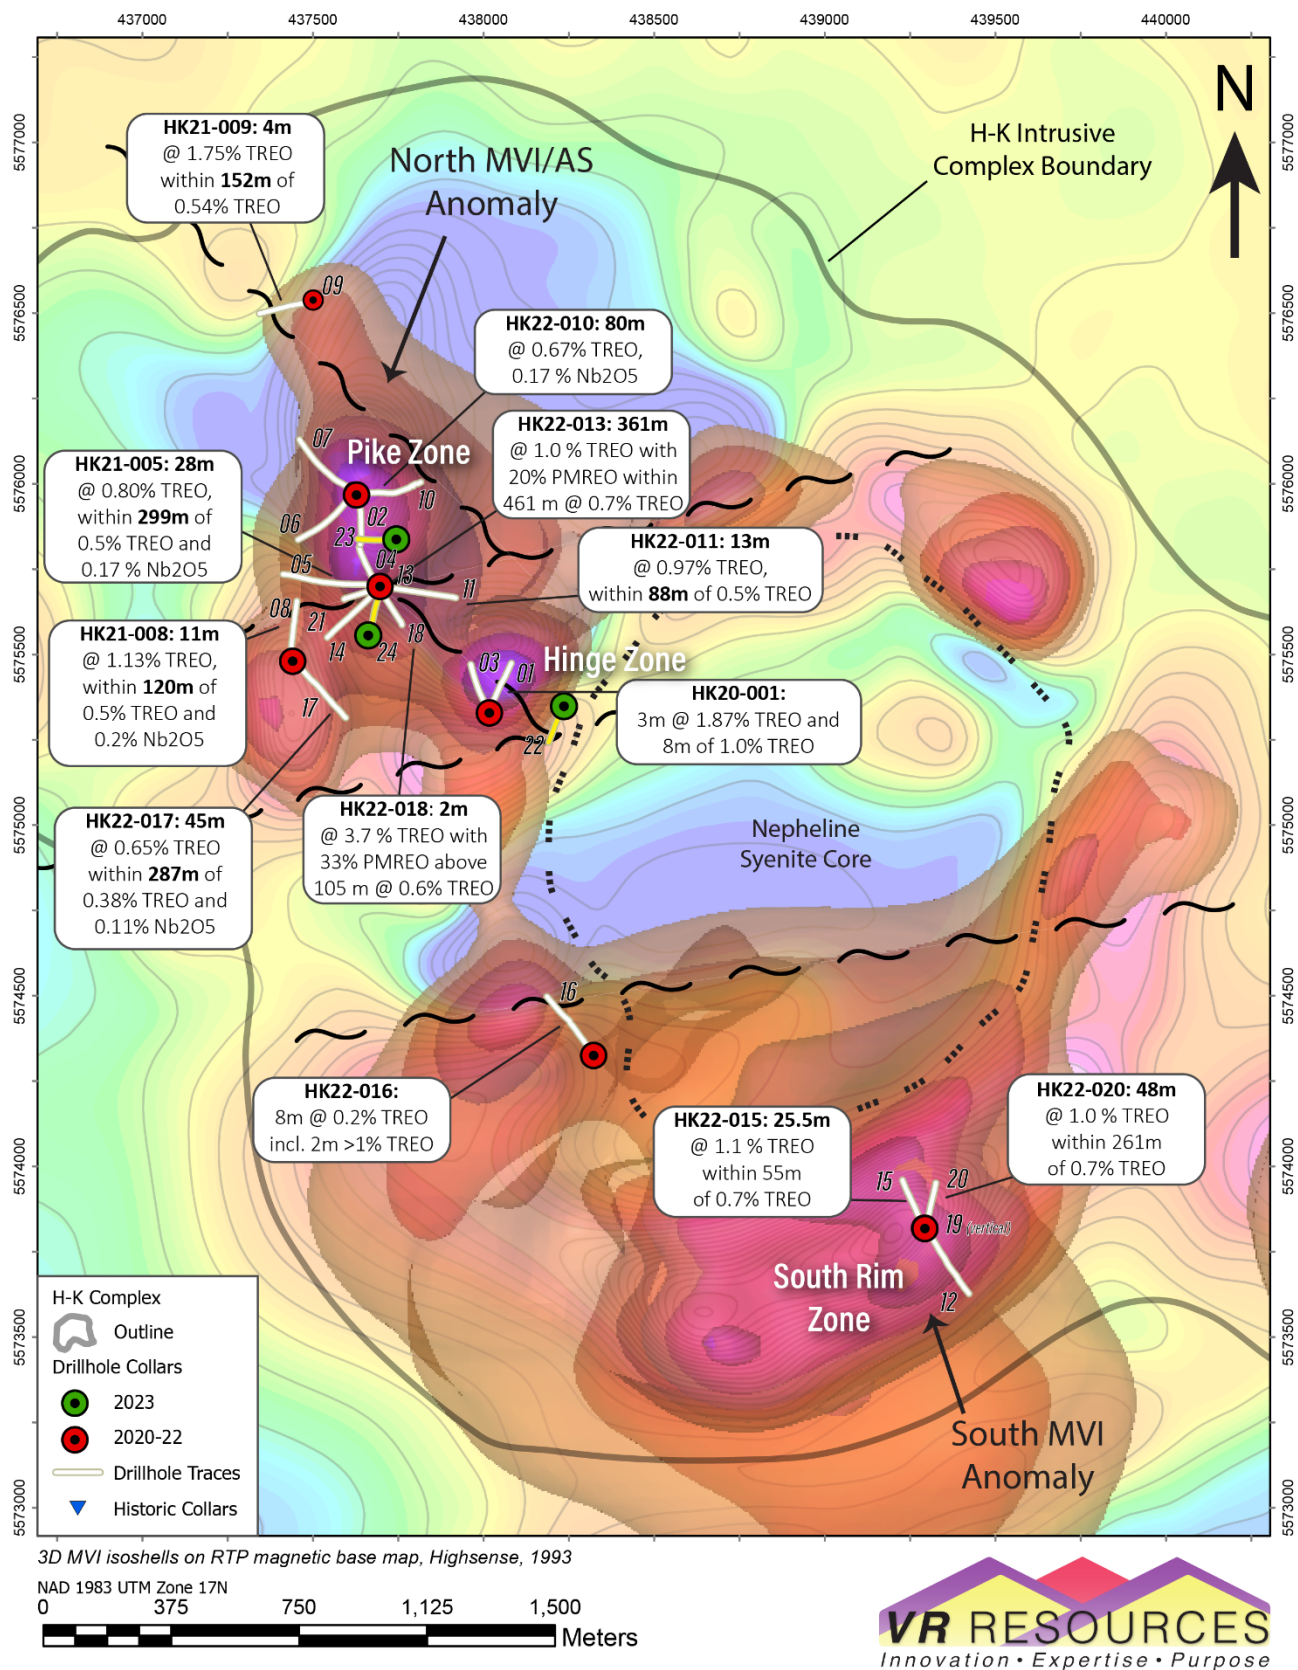 437000 437500 438000 438500 439000 439500 440000
5577000
5576500
5576000
5575500
5575000
5574500
5574000
5573500
5573000
5577000
5576500
5576000
5575500
5575000
5574500
5574000
5573500
5573000
N
H-K Intrusive
Complex Boundary
North MVI/AS
Anomaly
HK21-009: 4m
@ 1.75% TREO
within 152m of
0.54% TREO
09
HK22-010: 80m
@ 0.67% TREO,
0.17 % Nb2O5
HK22-013: 361m
@ 1.0 % TREO with
20% PMREO within
461 m @ 0.7% TREO
07
Pike Zone
HK21-005: 28m
@ 0.80% TREO,
within 299m of
0.5% TREO and
0.17 % Nb2O5
10
02
06
23
04
05
13
11
HK22-011: 13m
@ 0.97% TREO,
within 88m of 0.5% TREO
08
21
14
24
18
HK21-008: 11m
@ 1.13% TREO,
within 120m of
0.5% TREO and
0.2% Nb2O5
03
01
Hinge Zone
HK20-001:
3m @ 1.87% TREO and
8m of 1.0% TREO
17
22
HK22-017: 45m
@ 0.65% TREO
within 287m of
0.38% TREO and
0.11% Nb2O5
HK22-018: 2m
@ 3.7 % TREO with
33% PMREO above
105 m @ 0.6% TREO
Nepheline
Syenite Core
16
HK22-016:
8m @ 0.2% TREO
incl. 2m >1% TREO
HK22-015: 25.5m
@ 1.1 % TREO
within 55m
of 0.7% TREO
HK22-020: 48m
@ 1.0 % TREO
within 261m
of 0.7% TREO
15
20
19 (vertical)
12
South Rim
Zone
South MVI
Anomaly
H-K Complex
Outline
Drillhole Collars
2023
2020-22
Drillhole Traces
Historic Collars
3D MVI isoshells on RTP magnetic base map, Highsense, 1993
NAD 1983 UTM Zone 17N
0 375 750 1,125 1,500
Meters
VR RESOURCES
Innovation • Expertise • Purpose